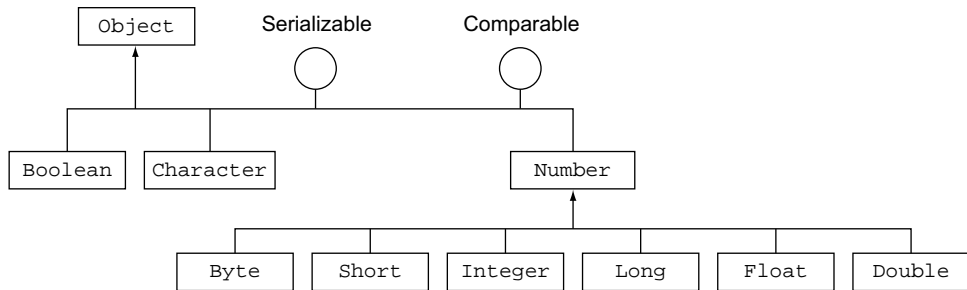 Object
Serializable
Comparable
Boolean
Character
Number
Byte
Short
Integer
Long
Float
Double